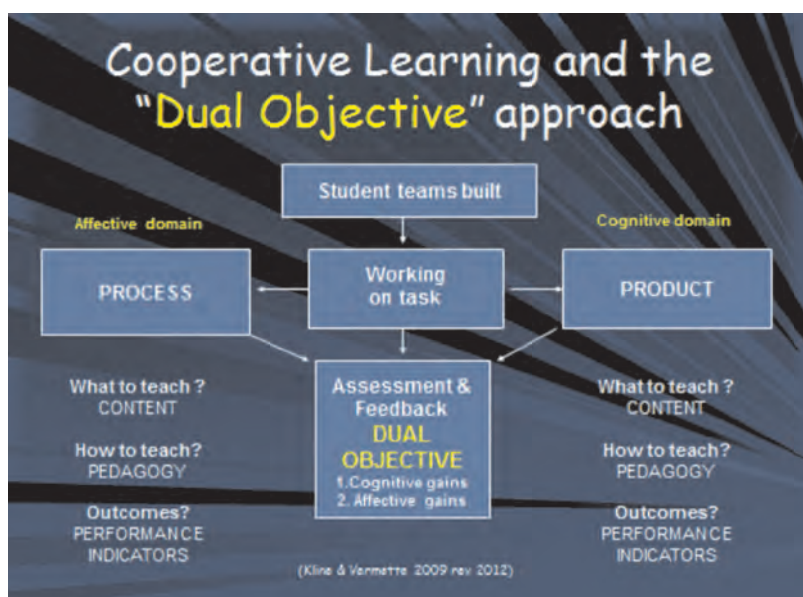 Cooperative Learning and the
“Dual Objective” approach
Student teams built
Affective domain
Cognitive domain
PROCESS
Working
on task
PRODUCT
What to teach ?
CONTENT
How to teach?
PEDAGOGY
Outcomes?
PERFORMANCE
INDICATORS
Assessment &
Feedback
DUAL
OBJECTIVE
1.Cognitive gains
2. Affective gains
What to teach ?
CONTENT
How to teach?
PEDAGOGY
Outcomes?
PERFORMANCE
INDICATORS
(Kline & Vermette 2009 rev 2012)